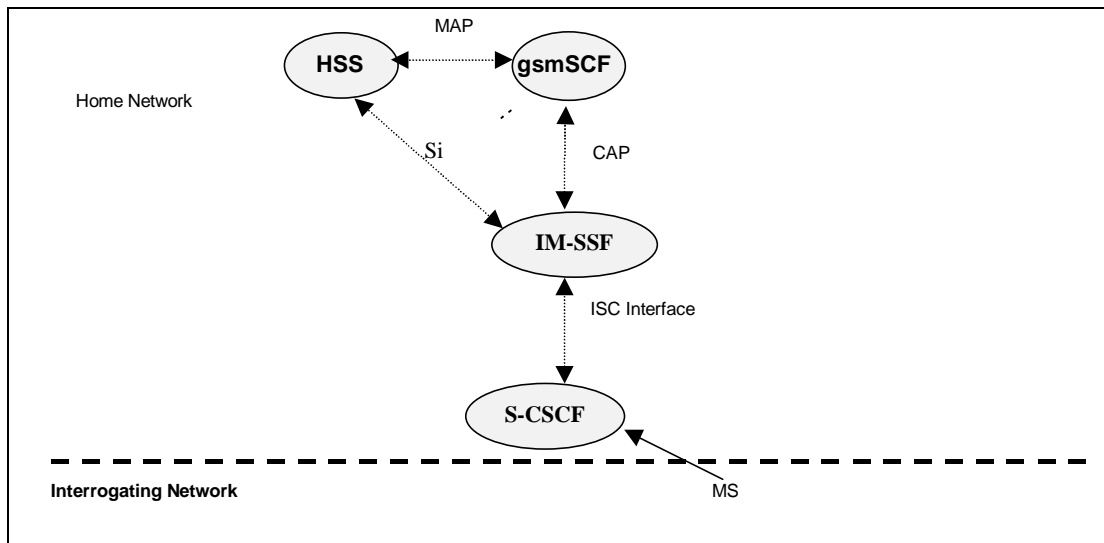 MAP
HSS
gsmSCF
Home Network
Si
CAP
IM-SSF
ISC Interface
S-CSCF
Interrogating Network
MS